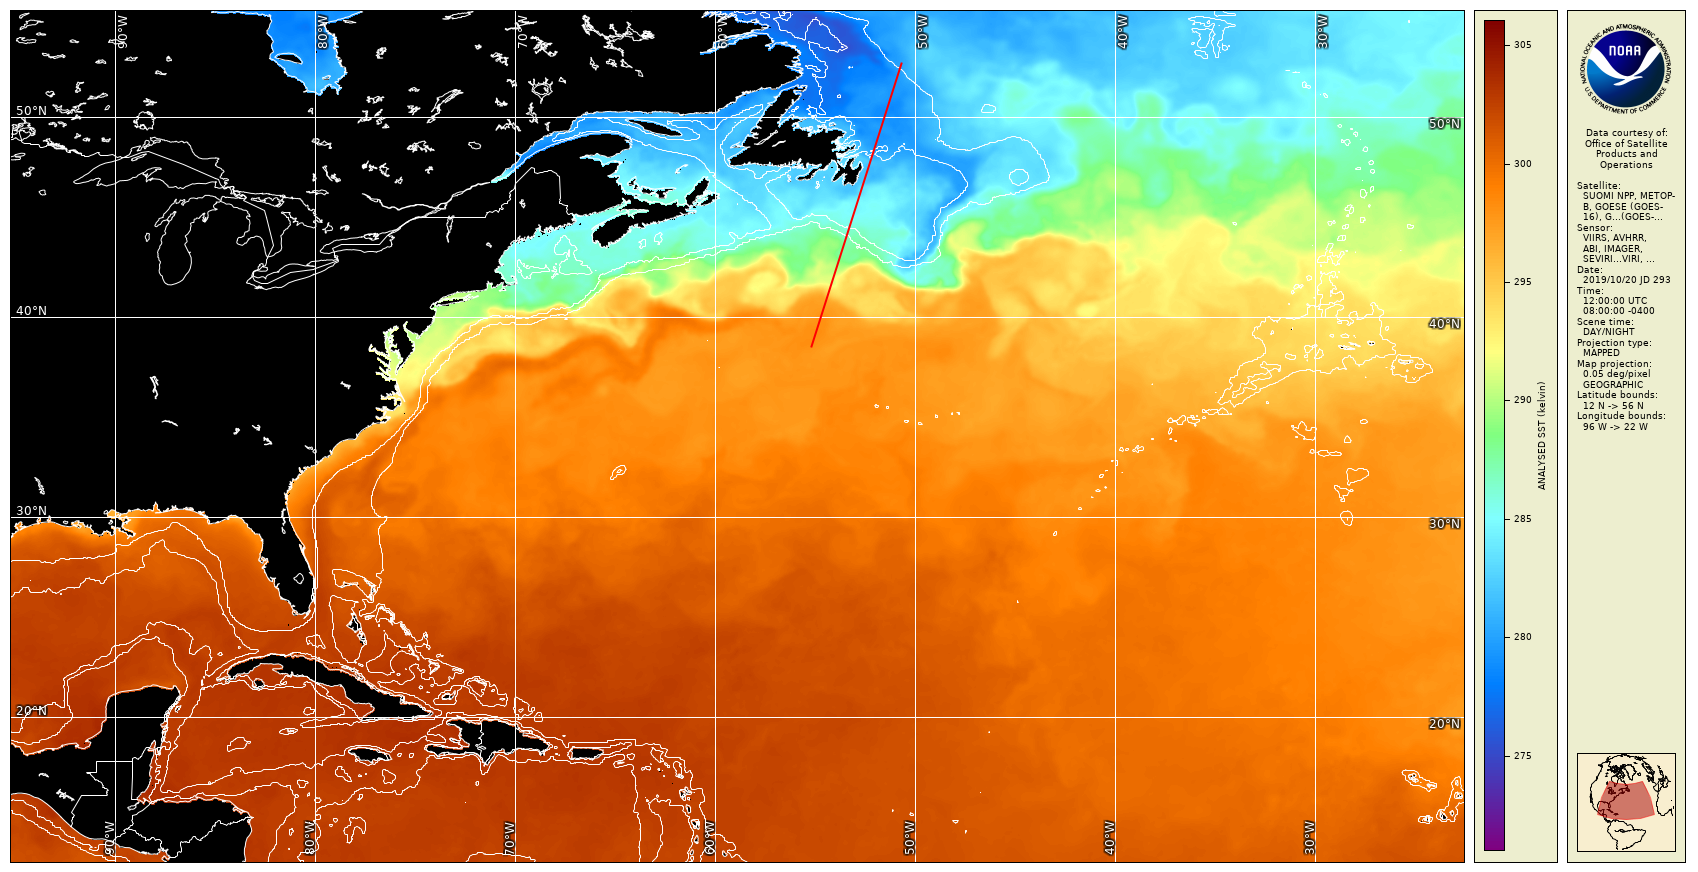 90°W 80°W 70°W 60°W 50°W 40°W 30°W
50°N 50°N
40°N 40°N
30°N 30°N
20°N 20°N
90°W 80°W 70°W 60°W 50°W 40°W 30°W
305
300
295
290
285
280
275
ANALYSED SST (kelvin)
NATIONAL OCEANIC AND ATMOSPHERIC ADMINISTRATION
NOAA
U.S. DEPARTMENT OF COMMERCE
Data courtesy of:
Office of Satellite
Products and
Operations
Satellite:
SUOMI NPP, METOP-
B, GOESE (GOES-
16), G...(GOES-...
Sensor:
VIIRS, AVHRR,
ABI, IMAGER,
SEVIRI...VIRI, ...
Date:
2019/10/20 JD 293
Time:
12:00:00 UTC
08:00:00 -0400
Scene time:
DAY/NIGHT
Projection type:
MAPPED
Map projection:
0.05 deg/pixel
GEOGRAPHIC
Latitude bounds:
12 N -> 56 N
Longitude bounds:
96 W -> 22 W